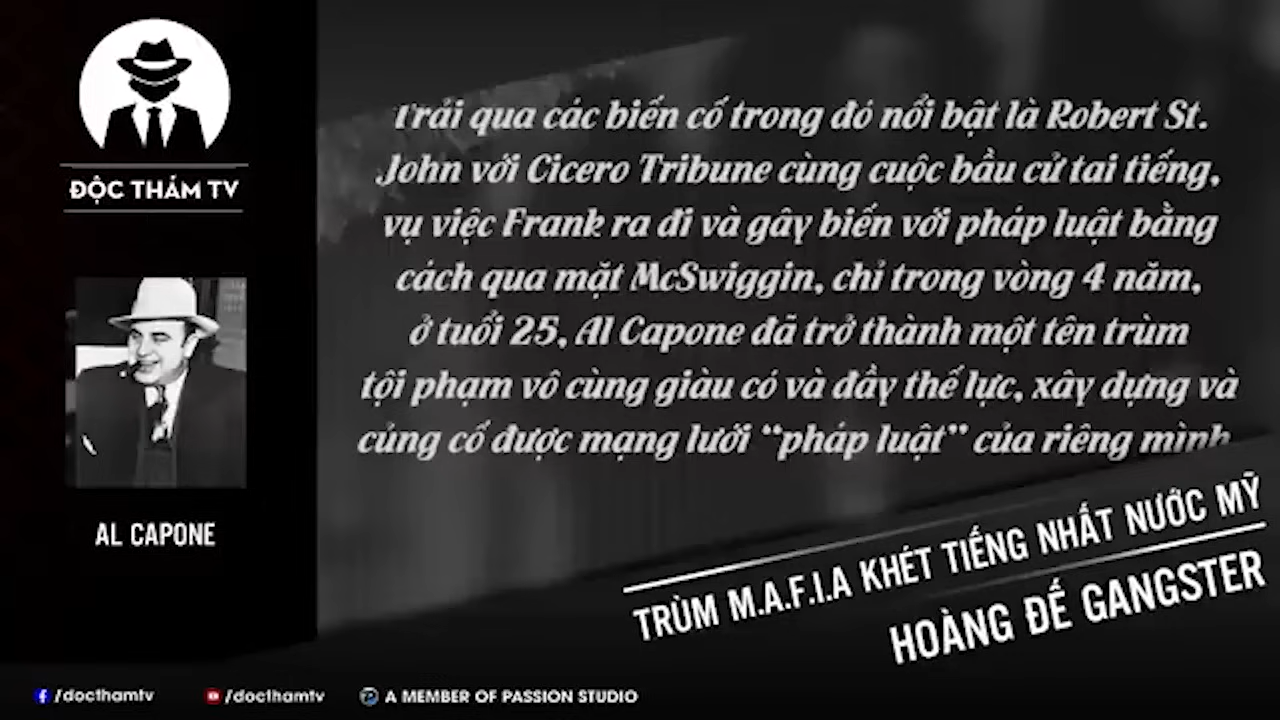 ĐỘC THÁM TV
AL CAPONE
Trải qua các biến cố trong đó nổi bật là Robert St.
John với Cicero Tribune cùng cuộc bầu cử tai tiếng,
vụ việc Frank ra đi và gây biến với pháp luật bằng
cách qua mặt McSwiggin, chỉ trong vòng 4 năm,
ở tuổi 25, Al Capone đã trở thành một tên trùm
tội phạm vô cùng giàu có và đầy thế lực, xây dựng và
củng cố được mạng lưới “pháp luật” của riêng mình
TRÙM M.A.F.I.A KHÉT TIẾNG NHẤT NƯỚC MỸ
HOÀNG ĐẾ GANGSTER
/docthamtv
/docthamtv
A MEMBER OF PASSION STUDIO